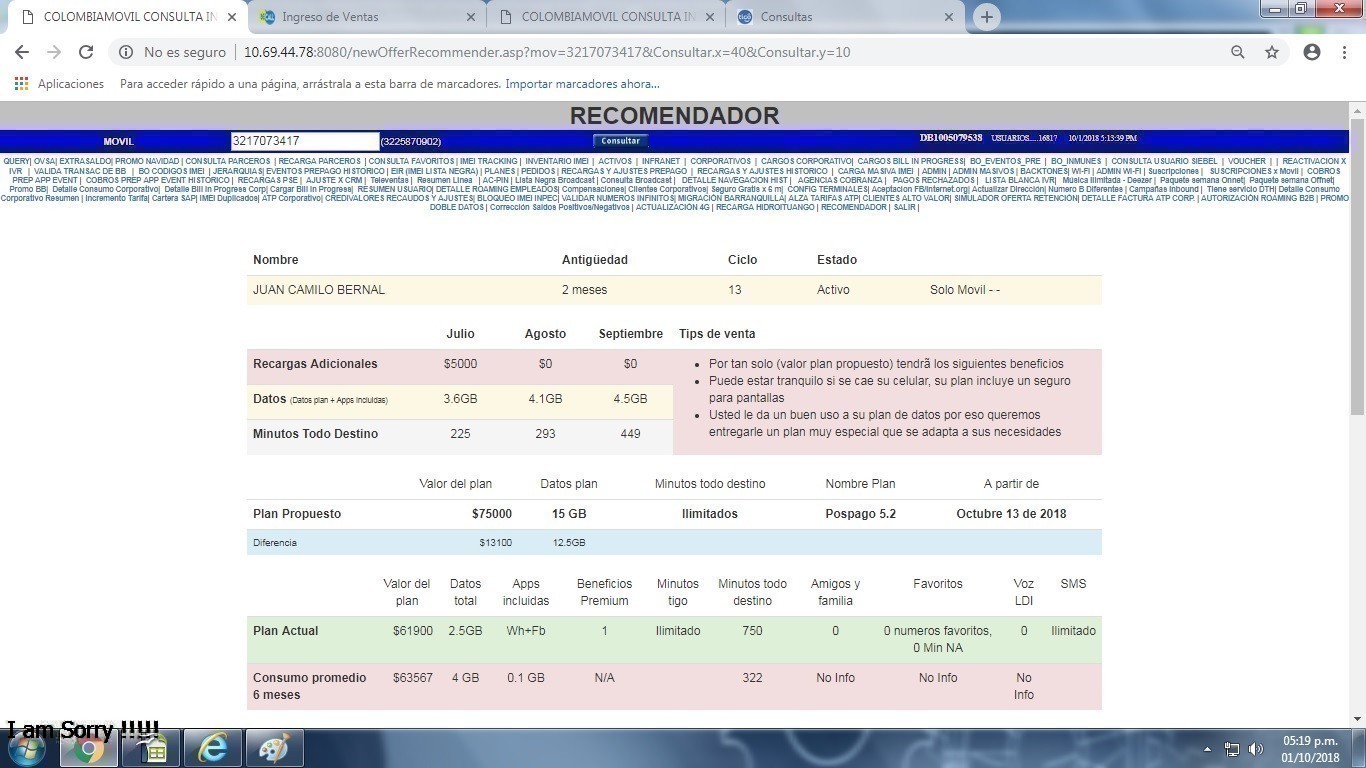 COLOMBIAMOVIL CONSULTA IN
Ingreso de Ventas
COLOMBIAMOVIL CONSULTA IN
tigo
Consultas
No es seguro | 10.69.44.78:8080/newOfferRecommender.asp?mov=3217073417&Consultar.x=40&Consultar.y=10
Aplicaciones Para acceder rápido a una página, arrástrala a esta barra de marcadores. Importar marcadores ahora...
RECOMENDADOR
MOVIL 3217073417 (3225870902) Consultar DB1005079538 USUARIOS....16817 10/1/2018 5:13:39 PM
QUERY| OVSA| EXTRASALDO| PROMO NAVIDAD | CONSULTA PARCEROS | RECARGA PARCEROS | CONSULTA FAVORITOS | IMEI TRACKING | INVENTARIO IMEI | ACTIVOS | INFRANET | CORPORATIVOS | CARGOS CORPORATIVO| CARGOS BILL IN PROGRESS| BO_EVENTOS_PRE | BO_INMUNES | CONSULTA USUARIO SIEBEL | VOUCHER | | REACTIVACION X
IVR | VALIDA TRANSAC DE BB | BO CODIGOS IMEI | JERARQUIAS| EVENTOS PREPAGO HISTORICO | EIR (IMEI LISTA NEGRA) | PLANES | PEDIDOS | RECARGAS Y AJUSTES PREPAGO | RECARGAS Y AJUSTES HISTORICO | CARGA MASIVA IMEI | ADMIN | ADMIN MASIVOS | BACKTONES| WI-FI | ADMIN WI-FI | Suscripciones | SUSCRIPCIONES x Movil | COBROS
PREP APP EVENT | COBROS PREP APP EVENT HISTORICO | RECARGAS PSE | AJUSTE X CRM | Televentas | Resumen Linea | AC-PIN | Lista Negra Broadcast | Consulta Broadcast | DETALLE NAVEGACION HIST | AGENCIAS COBRANZA | PAGOS RECHAZADOS | LISTA BLANCA IVR| Música Ilimitada - Deezer | Paquete semana Onnet| Paquete semana Offnet|
Promo BB| Detalle Consumo Corporativo| Detalle Bill in Progress Corp| Cargar Bill in Progress| RESUMEN USUARIO| DETALLE ROAMING EMPLEADOS| Compensaciones| Clientes Corporativos| Seguro Gratis x 6 m| CONFIG TERMINALES| Aceptacion FB/Internet.org| Actualizar Dirección| Numero B Diferentes | Campañas Inbound | Tiene servicio DTH| Detalle Consumo
Corporativo Resumen | Incremento Tarifa| Cartera SAP| IMEI Duplicados| ATP Corporativo| CREDIVALORES RECAUDOS Y AJUSTES| BLOQUEO IMEI INPEC| VALIDAR NUMEROS INFINITOS| MIGRACIÓN BARRANQUILLA| ALZA TARIFAS ATP| CLIENTES ALTO VALOR| SIMULADOR OFERTA RETENCION| DETALLE FACTURA ATP CORP. | AUTORIZACIÓN ROAMING B2B | PROMO
DOBLE DATOS | Corrección Saldos Positivos/Negativos | ACTUALIZACIÓN 4G | RECARGA HIDROITUANGO | RECOMENDADOR | SALIR |
Nombre Antigüedad Ciclo Estado
JUAN CAMILO BERNAL 2 meses 13 Activo Solo Movil - -
Julio Agosto Septiembre Tips de venta
Recargas Adicionales $5000 $0 $0
Datos (Datos plan + Apps incluidas) 3.6GB 4.1GB 4.5GB
Minutos Todo Destino 225 293 449
• Por tan solo (valor plan propuesto) tendrã los siguientes beneficios
• Puede estar tranquilo si se cae su celular, su plan incluye un seguro
para pantallas
• Usted le da un buen uso a su plan de datos por eso queremos
entregarle un plan muy especial que se adapta a sus necesidades
Valor del plan Datos plan Minutos todo destino Nombre Plan A partir de
Plan Propuesto $75000 15 GB Ilimitados Pospago 5.2 Octubre 13 de 2018
Diferencia $13100 12.5GB
Valor del plan Datos total Apps incluidas Beneficios Premium Minutos tigo Minutos todo destino Amigos y familia Favoritos Voz LDI SMS
Plan Actual $61900 2.5GB Wh+Fb 1 Ilimitado 750 0 0 numeros favoritos, 0 Min NA 0 Ilimitado
Consumo promedio 6 meses $63567 4 GB 0.1 GB N/A 322 No Info No Info No Info
I am Sorry !!!!!
05:19 p.m.
01/10/2018